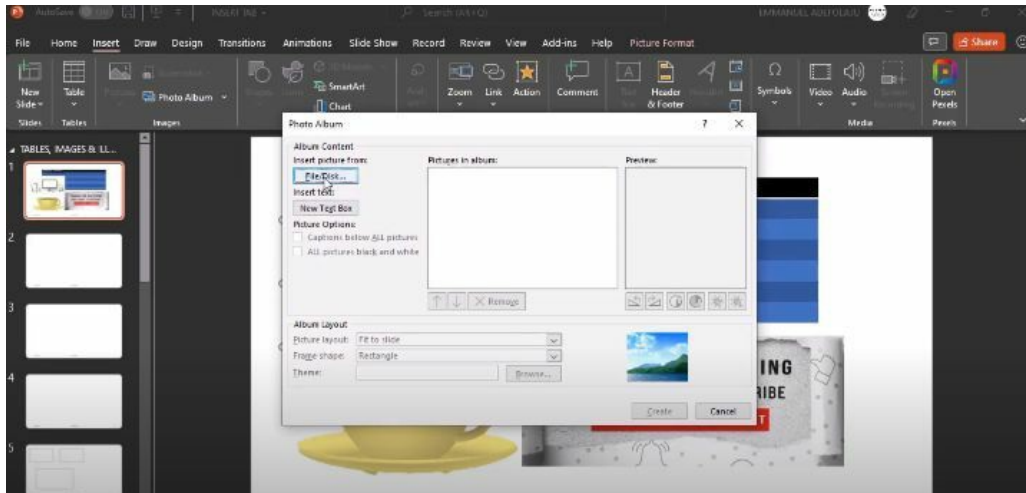 AutoSave
INSERT TAB
Search (Alt+Q)
File Home Insert Draw Design Transitions Animations Slide Show Record Review View Add-ins Help Picture Format Share
New Slide
Table
Photo Album
SmartArt
Chart
Zoom Link Action
Comment
Header & Footer
Symbols
Video Audio
Open Pexels
Slides Tables Images Media Pexels
TABLES, IMAGES & ILL...
1
2
3
4
5
Photo Album ? ×
Album Content
Insert picture from:
File/Disk...
Insert text:
New Text Box
Picture Options:
Captions below ALL pictures
ALL pictures black and white
Pictures in album:
Remove
Preview:
Album Layout
Picture layout: Fit to slide
Frame shape: Rectangle
Theme: Browse...
Create Cancel
ING
RIBE
T